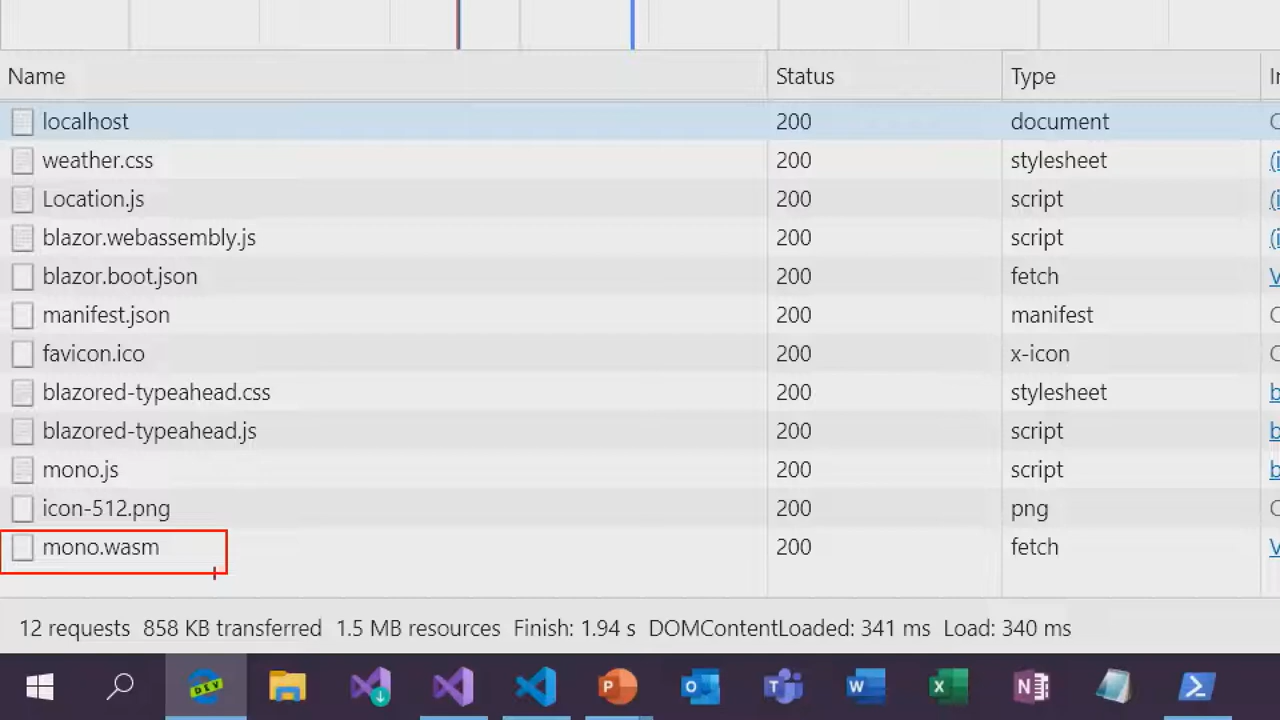 Name Status Type
localhost 200 document
weather.css 200 stylesheet
Location.js 200 script
blazor.webassembly.js 200 script
blazor.boot.json 200 fetch
manifest.json 200 manifest
favicon.ico 200 x-icon
blazored-typeahead.css 200 stylesheet
blazored-typeahead.js 200 script
mono.js 200 script
icon-512.png 200 png
mono.wasm 200 fetch
12 requests 858 KB transferred 1.5 MB resources Finish: 1.94 s DOMContentLoaded: 341 ms Load: 340 ms
DEV P O T W X N